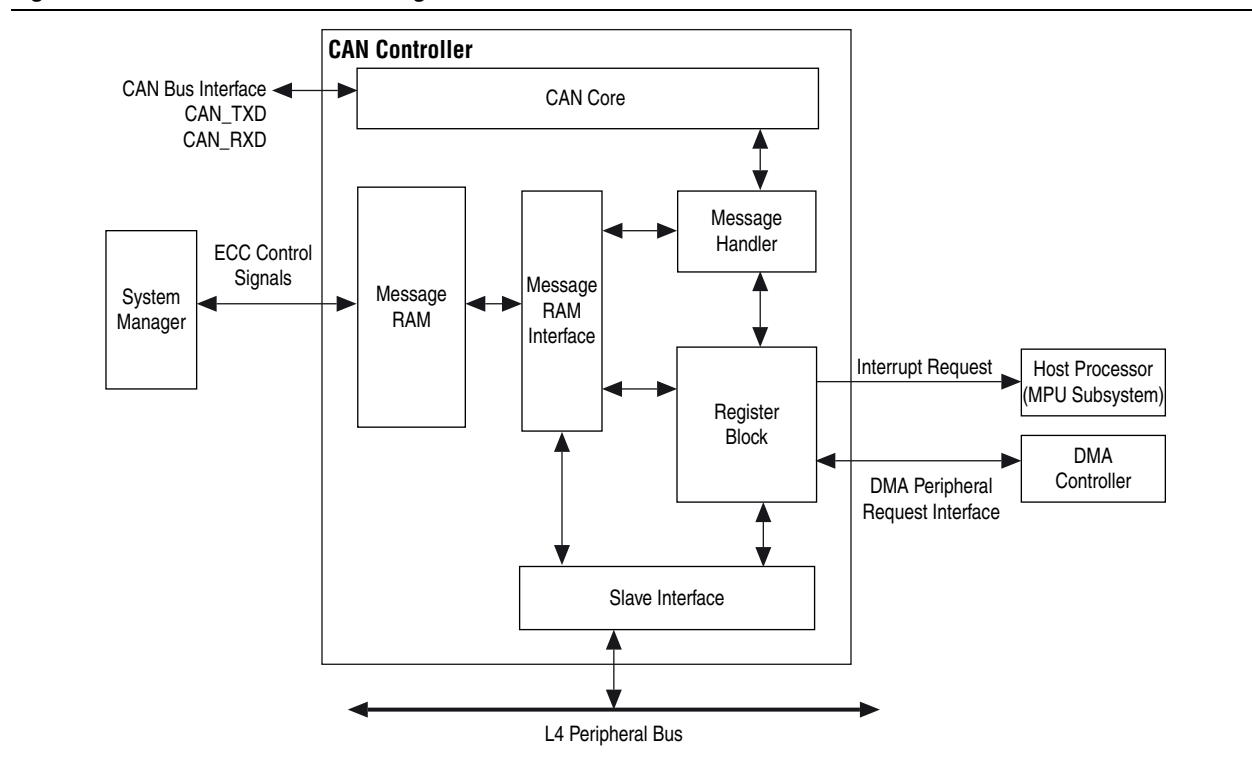 CAN Controller
CAN Bus Interface
CAN_TXD
CAN_RXD
CAN Core
Message
Handler
ECC Control
Signals
System
Manager
Message
RAM
Message
RAM
Interface
Interrupt Request
Host Processor
(MPU Subsystem)
Register
Block
DMA
Controller
DMA Peripheral
Request Interface
Slave Interface
L4 Peripheral Bus